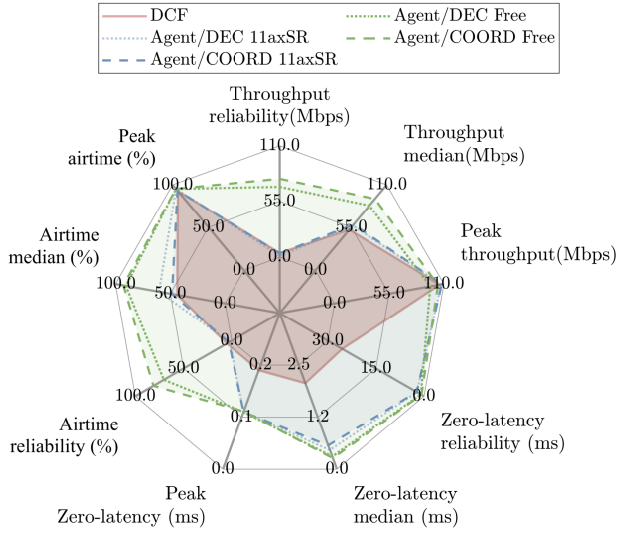 DCF
Agent/DEC 11axSR
Agent/COORD 11axSR
Agent/DEC Free
Agent/COORD Free
Throughput
reliability(Mbps)
Throughput
median(Mbps)
Peak
throughput(Mbps)
Zero-latency
reliability (ms)
Zero-latency
median (ms)
Peak
Zero-latency (ms)
Airtime
reliability (%)
Airtime
median (%)
Peak
airtime (%)
110.0
55.0
0.0
110.0
55.0
0.0
110.0
55.0
0.0
0.0
15.0
30.0
0.0
1.2
2.5
0.0
0.1
0.2
100.0
50.0
0.0
100.0
50.0
0.0
100.0
50.0
0.0